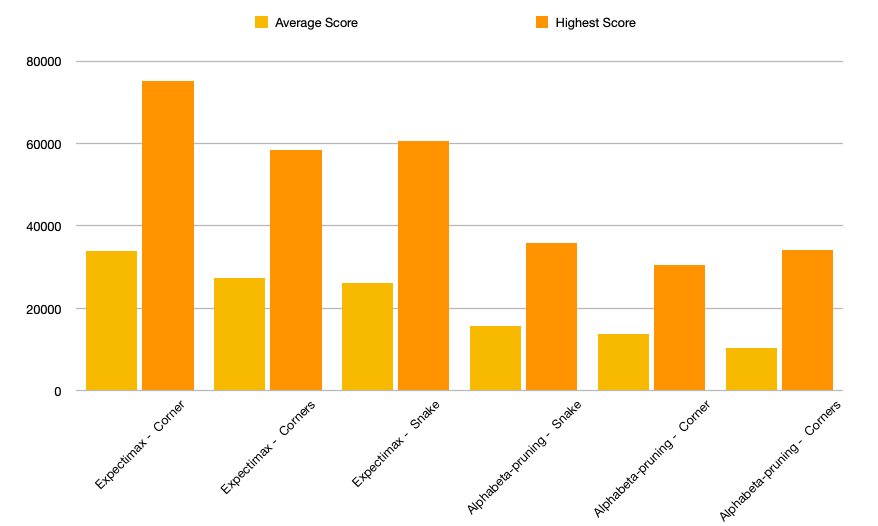 Average Score
Highest Score
80000
60000
40000
20000
0
Expectimax - Corner
Expectimax - Corners
Expectimax - Snake
Alphabeta-pruning - Snake
Alphabeta-pruning - Corner
Alphabeta-pruning - Corners